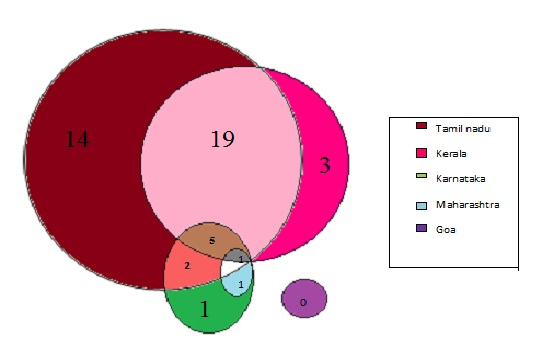 14
19
3
5
1
2
1
1
0
Tamil nadu
Kerala
Karnataka
Maharashtra
Goa